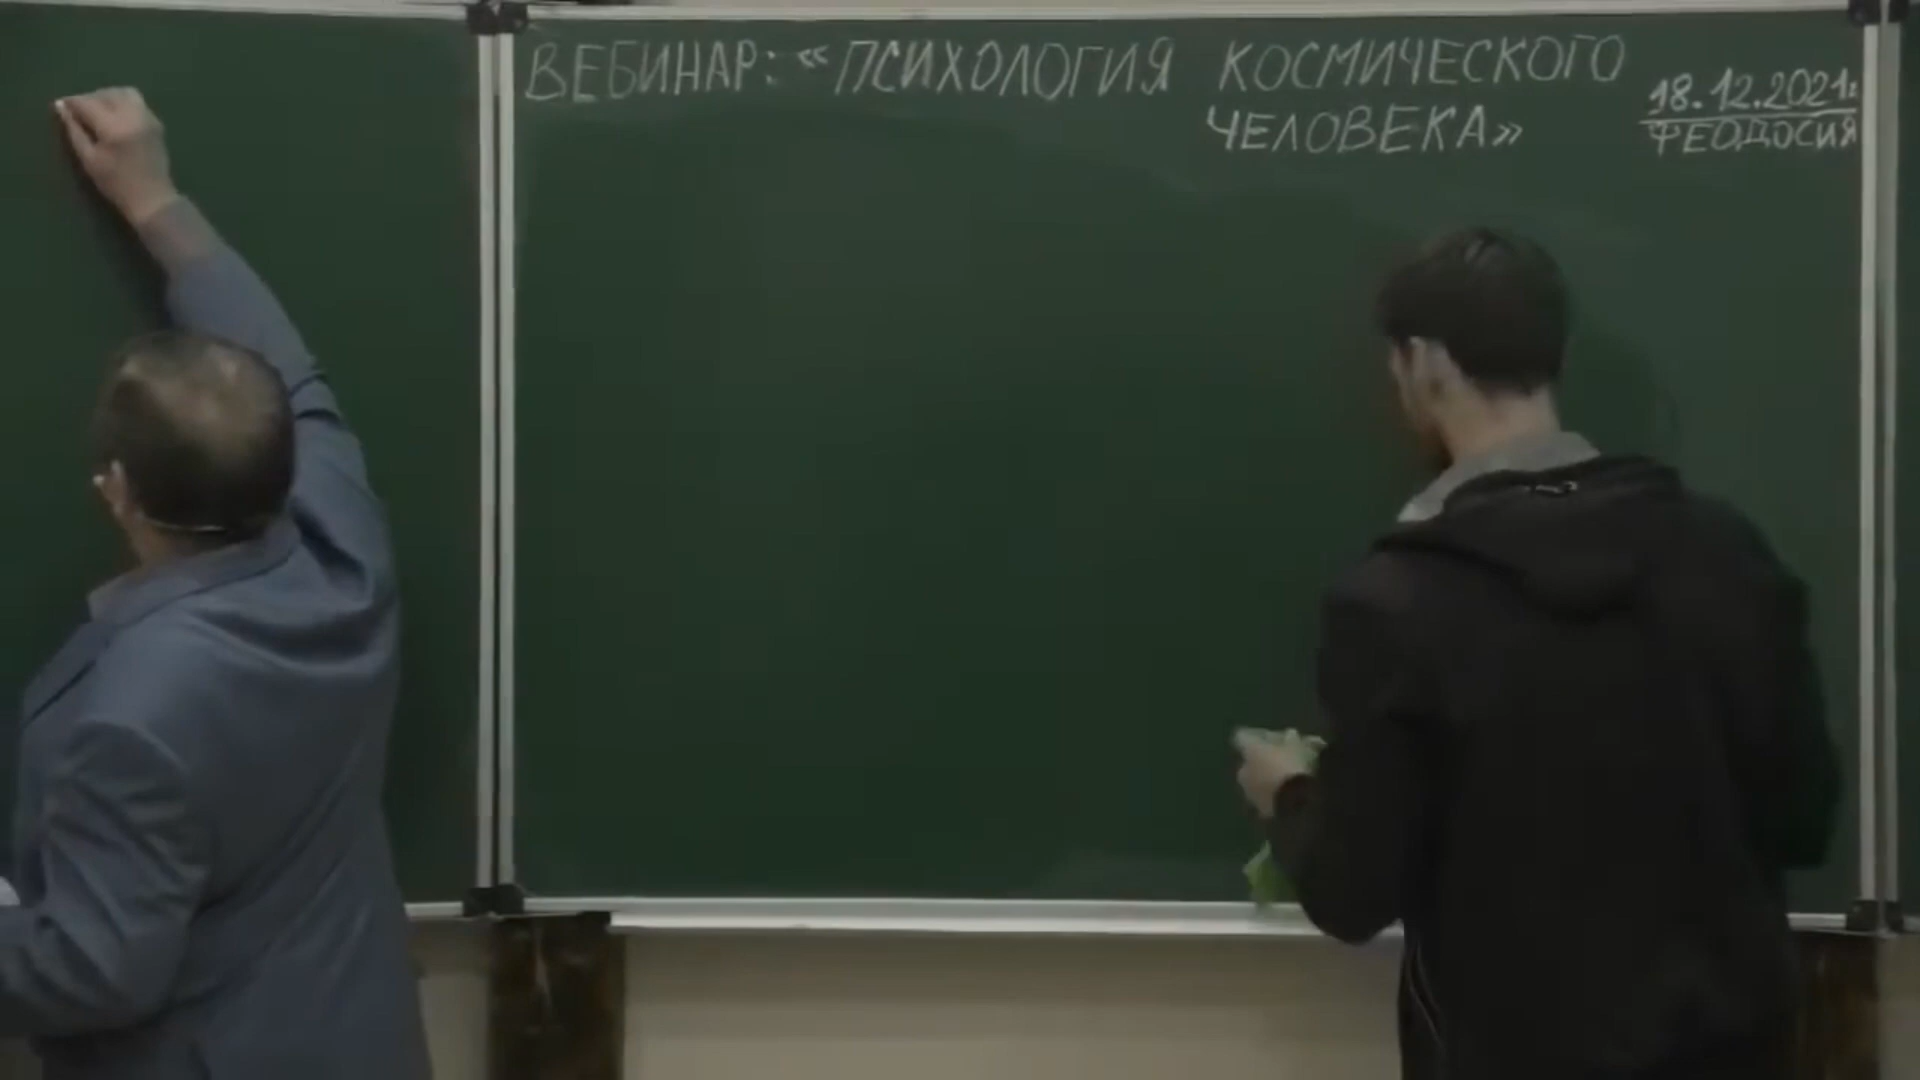 ВЕБИНАР: «ПСИХОЛОГИЯ КОСМИЧЕСКОГО
ЧЕЛОВЕКА»
18.12.2021г
ФЕОДОСИЯ